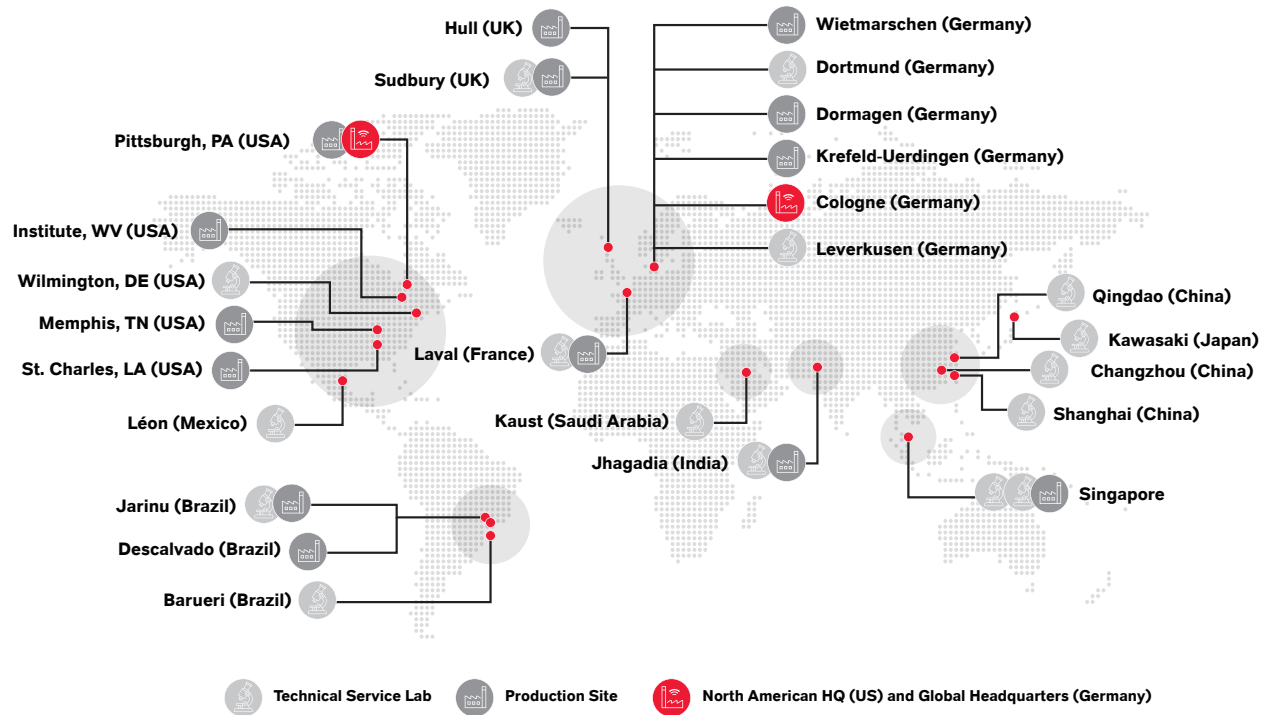 Hull (UK)
Sudbury (UK)
Pittsburgh, PA (USA)
Institute, WV (USA)
Wilmington, DE (USA)
Memphis, TN (USA)
St. Charles, LA (USA)
Léon (Mexico)
Jarinu (Brazil)
Descalvado (Brazil)
Barueri (Brazil)
Wietmarschen (Germany)
Dortmund (Germany)
Dormagen (Germany)
Krefeld-Uerdingen (Germany)
Cologne (Germany)
Leverkusen (Germany)
Laval (France)
Kaust (Saudi Arabia)
Jhagadia (India)
Qingdao (China)
Kawasaki (Japan)
Changzhou (China)
Shanghai (China)
Singapore
Technical Service Lab
Production Site
North American HQ (US) and Global Headquarters (Germany)